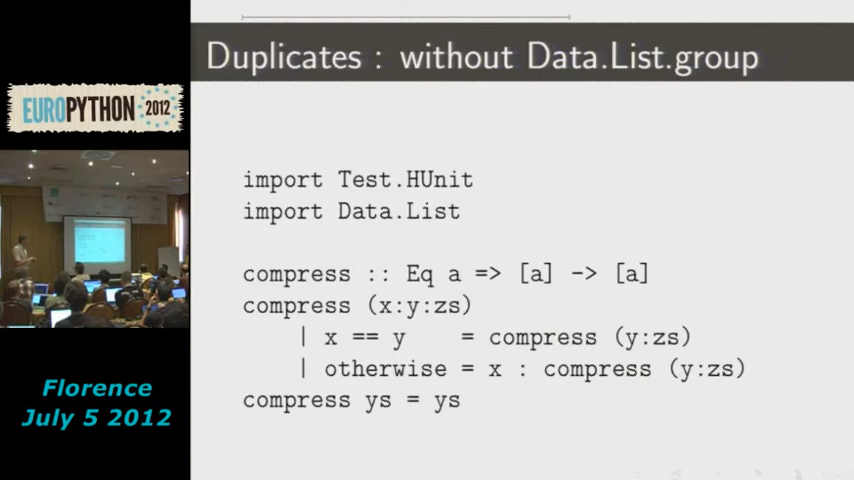 Duplicates : without Data.List.group
EUROPYTHON 2012
import Test.HUnit
import Data.List
compress :: Eq a => [a] -> [a]
compress (x:y:zs)
| x == y = compress (y:zs)
| otherwise = x : compress (y:zs)
compress ys = ys
Florence
July 5 2012